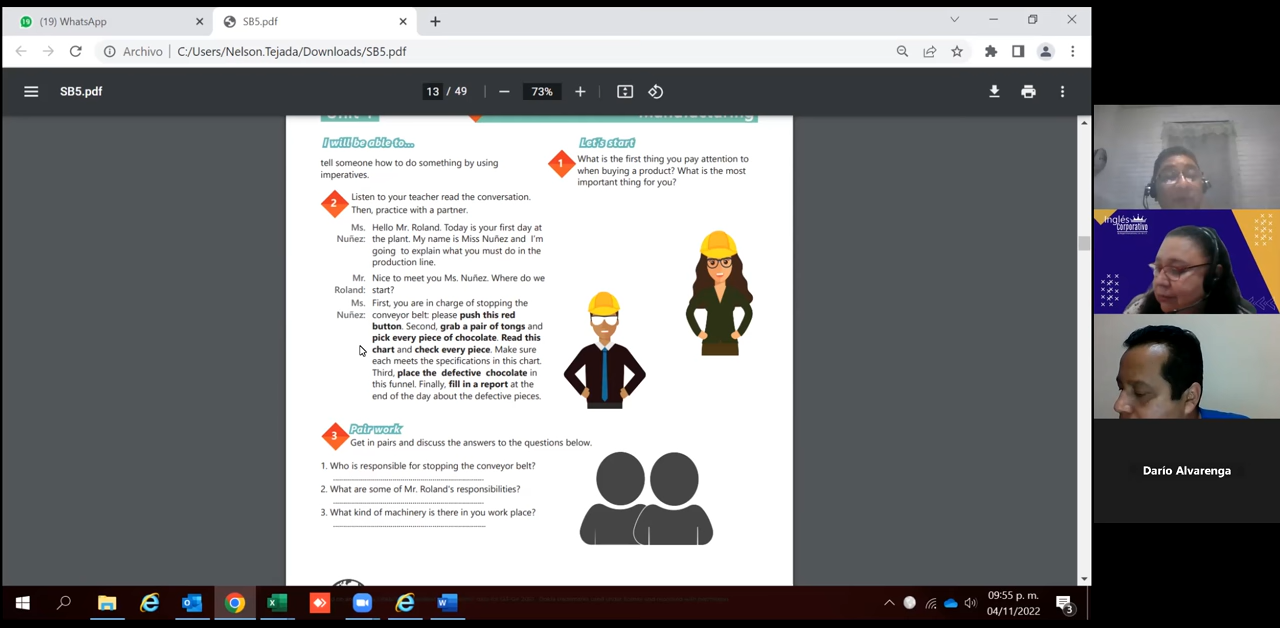 (19) WhatsApp
SB5.pdf
Archivo
C:/Users/Nelson.Tejada/Downloads/SB5.pdf
SB5.pdf
13 / 49
73%
Manufacturing
I will be able to...
tell someone how to do something by using
imperatives.
Let's start
1
What is the first thing you pay attention to
when buying a product? What is the most
important thing for you?
2
Listen to your teacher read the conversation.
Then, practice with a partner.
Ms. Hello Mr. Roland. Today is your first day at
Nuñez: the plant. My name is Miss Nuñez and I'm
going to explain what you must do in the
production line.
Mr. Nice to meet you Ms. Nuñez. Where do we
Roland: start?
Ms. First, you are in charge of stopping the
Nuñez: conveyor belt: please push this red
button. Second, grab a pair of tongs and
pick every piece of chocolate. Read this
chart and check every piece. Make sure
each meets the specifications in this chart.
Third, place the defective chocolate in
this funnel. Finally, fill in a report at the
end of the day about the defective pieces.
3
Pair work
Get in pairs and discuss the answers to the questions below.
1. Who is responsible for stopping the conveyor belt?
2. What are some of Mr. Roland's responsibilities?
3. What kind of machinery is there in you work place?
Inglés
Corporativo
Darío Alvarenga
09:55 p. m.
04/11/2022
3